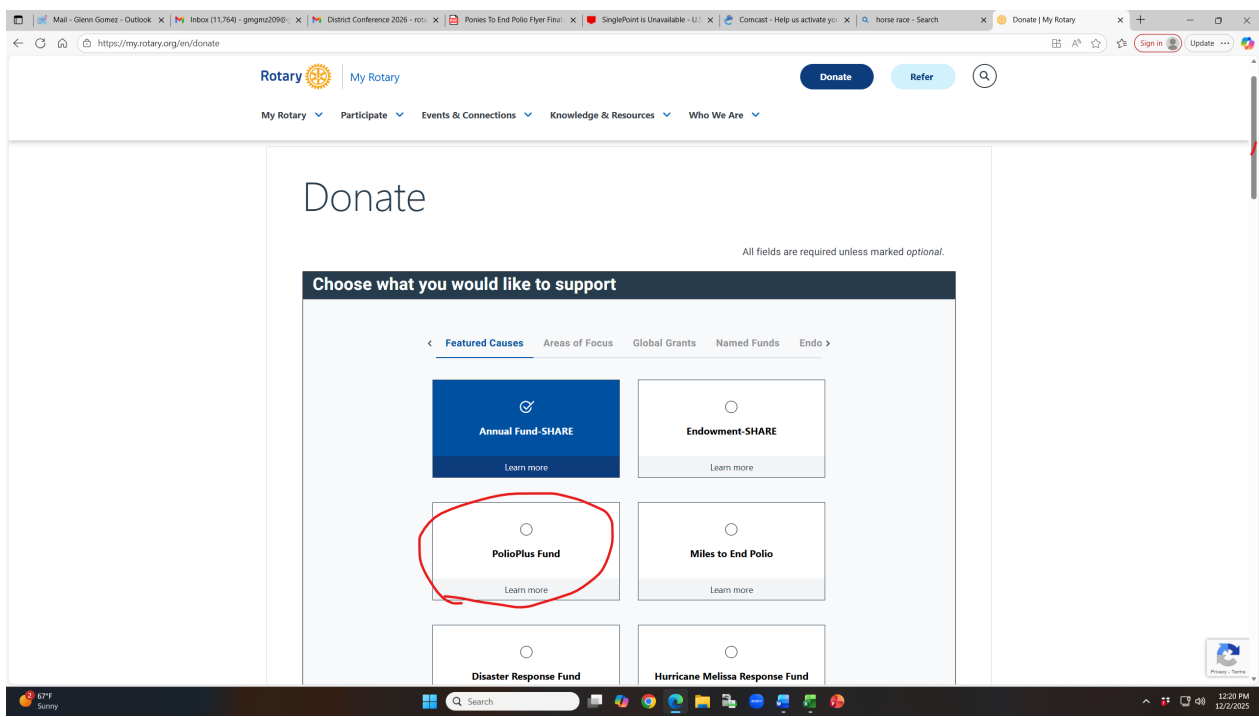 Mail - Glenn Gomez - Outlook
Inbox (11,764) - gmgmz209@
District Conference 2026 - rota
Ponies To End Polio Flyer Final.
SinglePoint is Unavailable - U.S
Comcast - Help us activate you
horse race - Search
Donate | My Rotary
https://my.rotary.org/en/donate
Sign in
Update
Rotary
My Rotary
Donate
Refer
My Rotary
Participate
Events & Connections
Knowledge & Resources
Who We Are
Donate
All fields are required unless marked optional.
Choose what you would like to support
Featured Causes
Areas of Focus
Global Grants
Named Funds
Endo
Annual Fund-SHARE
Learn more
Endowment-SHARE
Learn more
PolioPlus Fund
Learn more
Miles to End Polio
Learn more
Disaster Response Fund
Hurricane Melissa Response Fund
Privacy - Terms
2
67°F
Sunny
Search
12:20 PM
12/2/2025